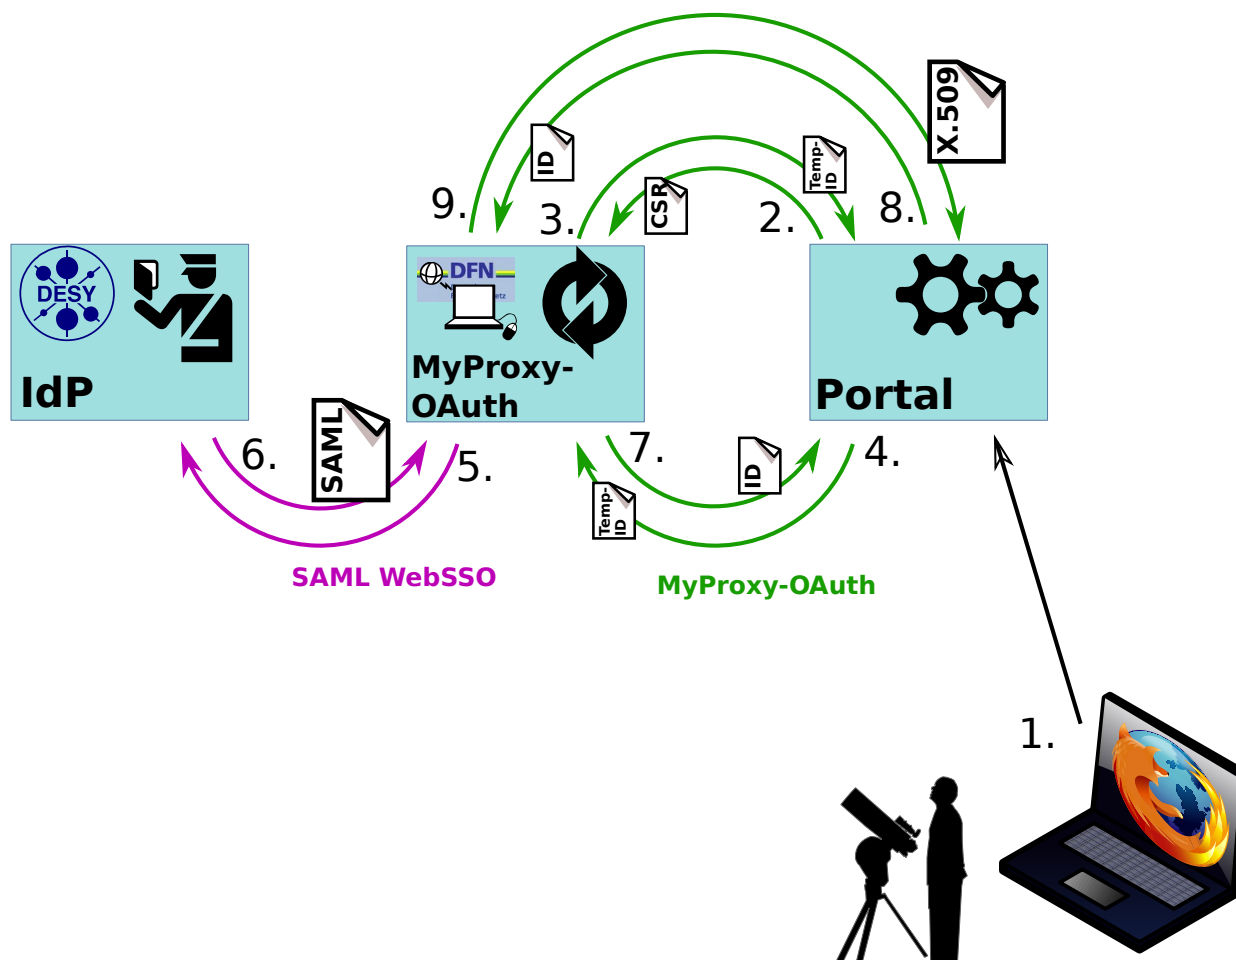 X.509
ID
Temp-
ID
CSR
9.
3.
2.
8.
DESY
DFN
etz
IdP
MyProxy-
OAuth
Portal
SAML
6.
5.
7.
ID
4.
Temp-
ID
SAML WebSSO
MyProxy-OAuth
1.